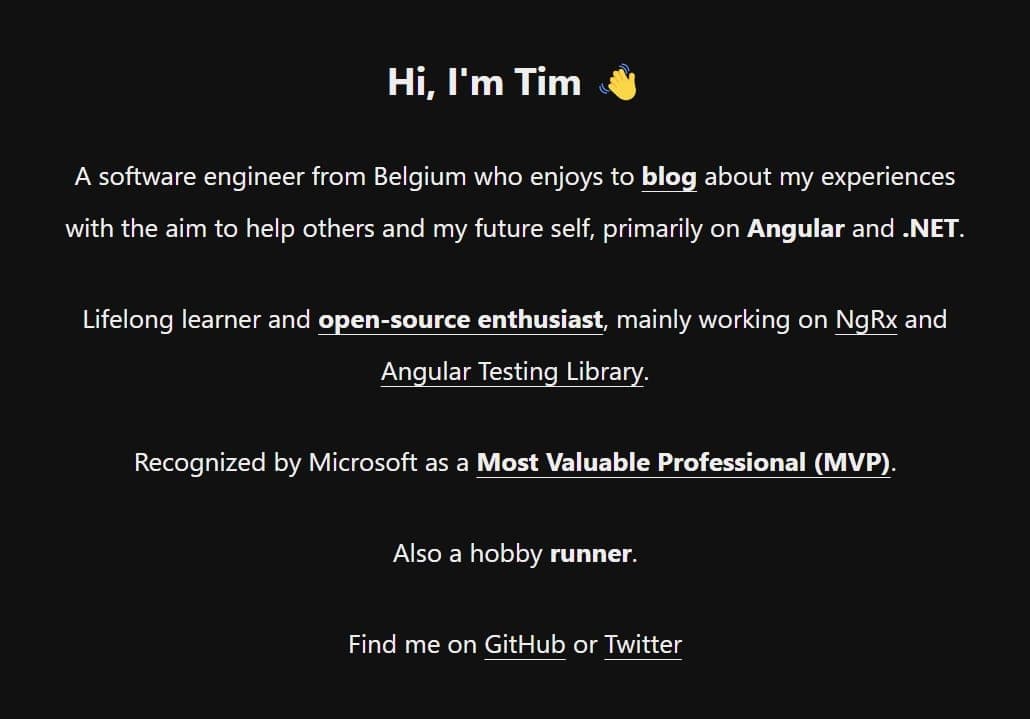 Hi, I'm Tim 👋
A software engineer from Belgium who enjoys to blog about my experiences
with the aim to help others and my future self, primarily on Angular and .NET.
Lifelong learner and open-source enthusiast, mainly working on NgRx and
Angular Testing Library.
Recognized by Microsoft as a Most Valuable Professional (MVP).
Also a hobby runner.
Find me on GitHub or Twitter